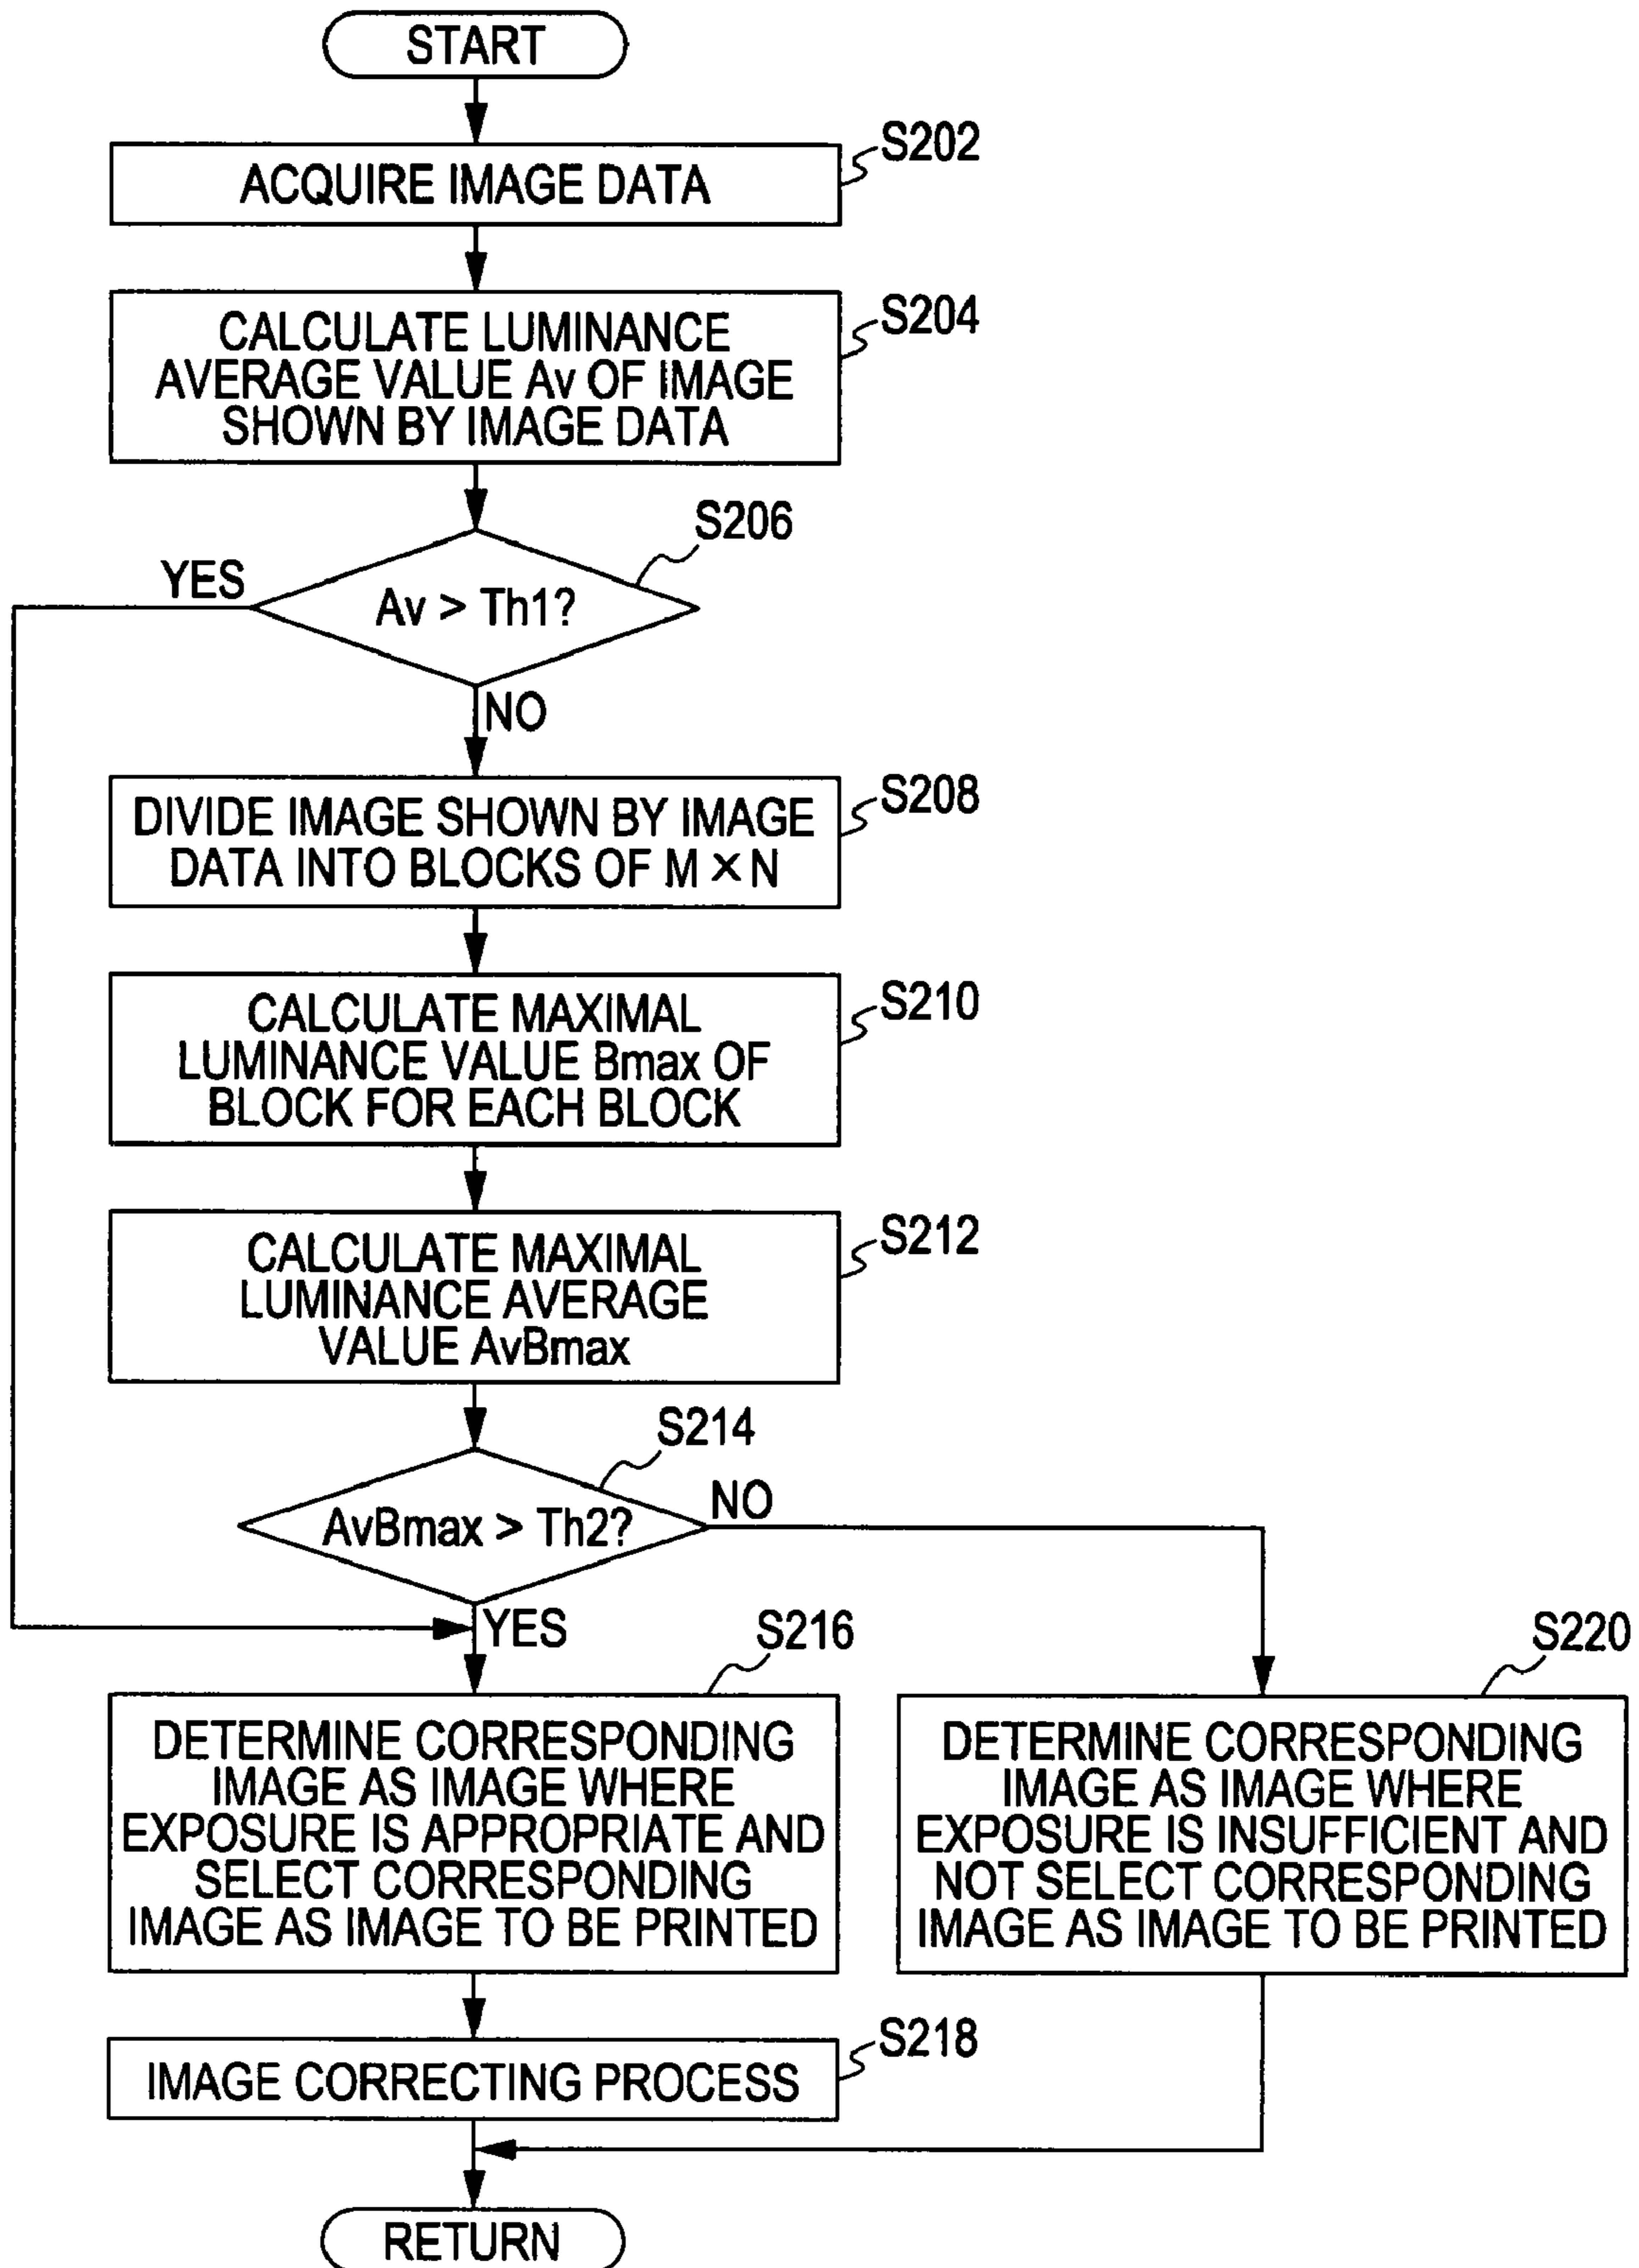 START
S202
ACQUIRE IMAGE DATA
S204
CALCULATE LUMINANCE
AVERAGE VALUE Av OF IMAGE
SHOWN BY IMAGE DATA
S206
YES
Av > Th1?
NO
S208
DIVIDE IMAGE SHOWN BY IMAGE
DATA INTO BLOCKS OF M × N
S210
CALCULATE MAXIMAL
LUMINANCE VALUE Bmax OF
BLOCK FOR EACH BLOCK
S212
CALCULATE MAXIMAL
LUMINANCE AVERAGE
VALUE AvBmax
S214
NO
AvBmax > Th2?
YES
S216
DETERMINE CORRESPONDING
IMAGE AS IMAGE WHERE
EXPOSURE IS APPROPRIATE AND
SELECT CORRESPONDING
IMAGE AS IMAGE TO BE PRINTED
S220
DETERMINE CORRESPONDING
IMAGE AS IMAGE WHERE
EXPOSURE IS INSUFFICIENT AND
NOT SELECT CORRESPONDING
IMAGE AS IMAGE TO BE PRINTED
S218
IMAGE CORRECTING PROCESS
RETURN